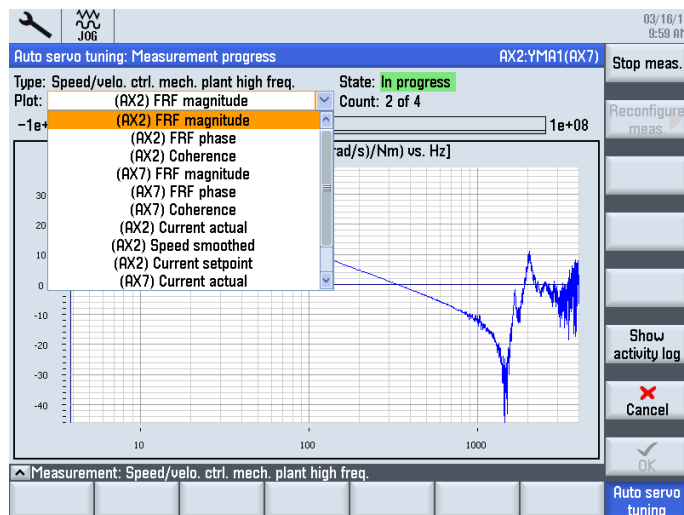 JOG
03/16/1
9:59 AM
Auto servo tuning: Measurement progress
AX2:YMA1(AX7)
Stop meas.
Type: Speed/velo. ctrl. mech. plant high freq.
State: In progress
Plot: (AX2) FRF magnitude
Count: 2 of 4
Reconfigure
meas.
-1e+
1e+08
(AX2) FRF magnitude
(AX2) FRF phase
(AX2) Coherence
(AX7) FRF magnitude
(AX7) FRF phase
(AX7) Coherence
(AX2) Current actual
(AX2) Speed smoothed
(AX2) Current setpoint
(AX7) Current actual
rad/s)/Nm) vs. Hz]
30
20
10
0
-10
-20
-30
-40
10
100
1000
Show
activity log
Cancel
OK
Measurement: Speed/velo. ctrl. mech. plant high freq.
Auto servo
tuning